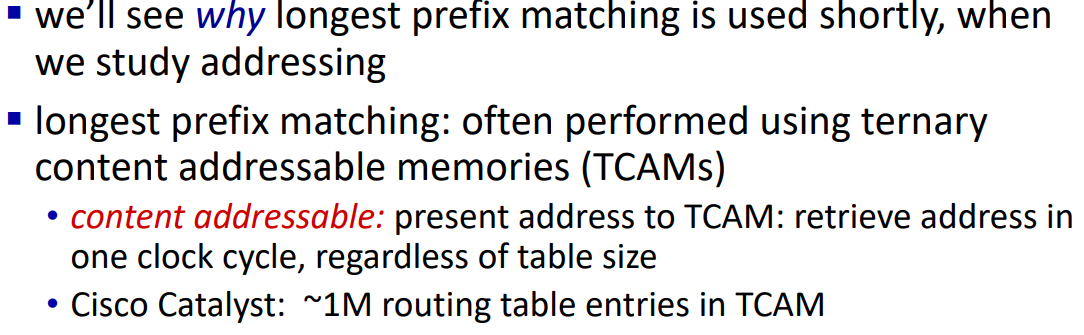 ▪ we'll see why longest prefix matching is used shortly, when
we study addressing
▪ longest prefix matching: often performed using ternary
content addressable memories (TCAMs)
• content addressable: present address to TCAM: retrieve address in
one clock cycle, regardless of table size
• Cisco Catalyst: ~1M routing table entries in TCAM